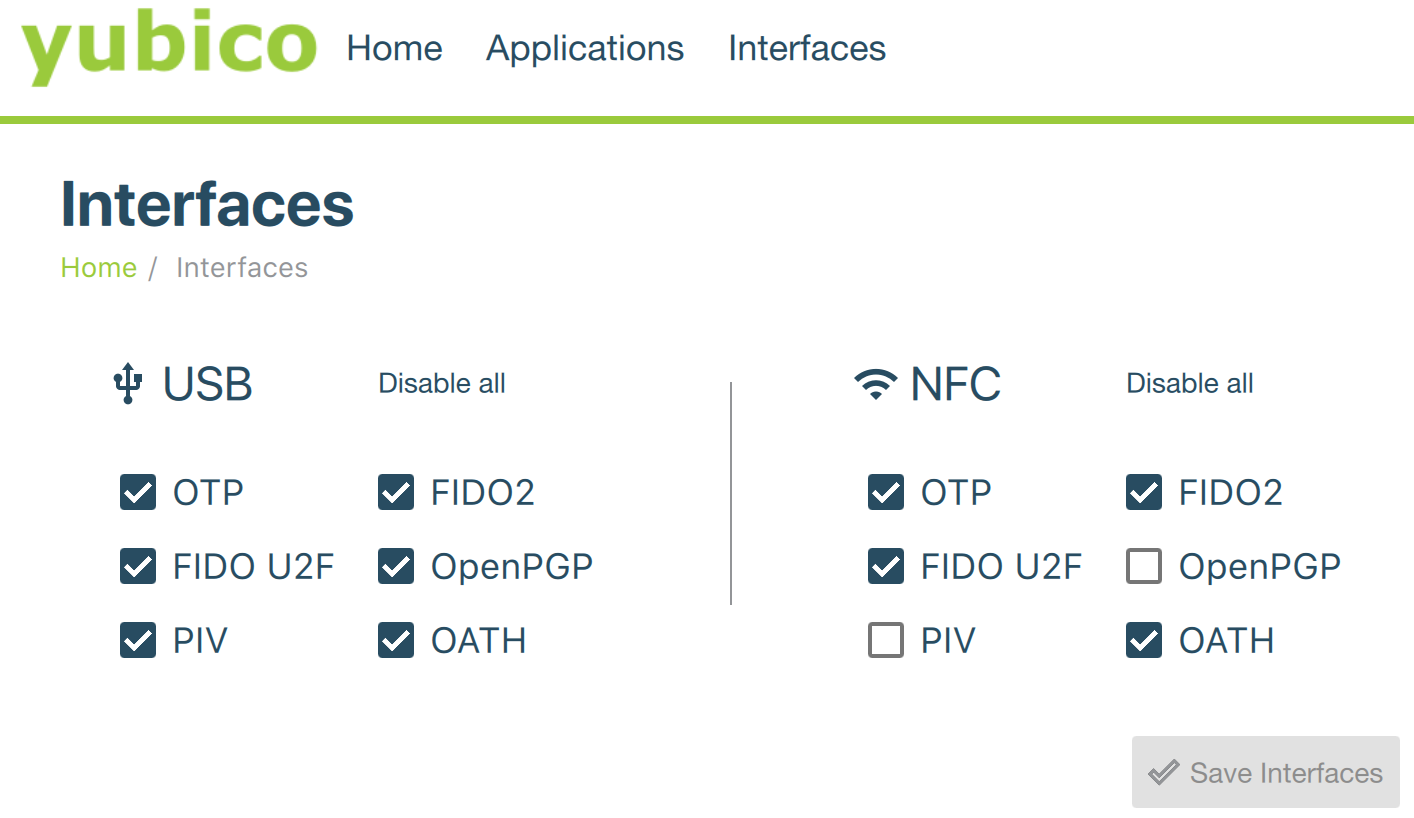 yubico Home Applications Interfaces
Interfaces
Home / Interfaces
USB Disable all
NFC Disable all
OTP FIDO2
FIDO U2F OpenPGP
PIV OATH
OTP FIDO2
FIDO U2F OpenPGP
PIV OATH
Save Interfaces